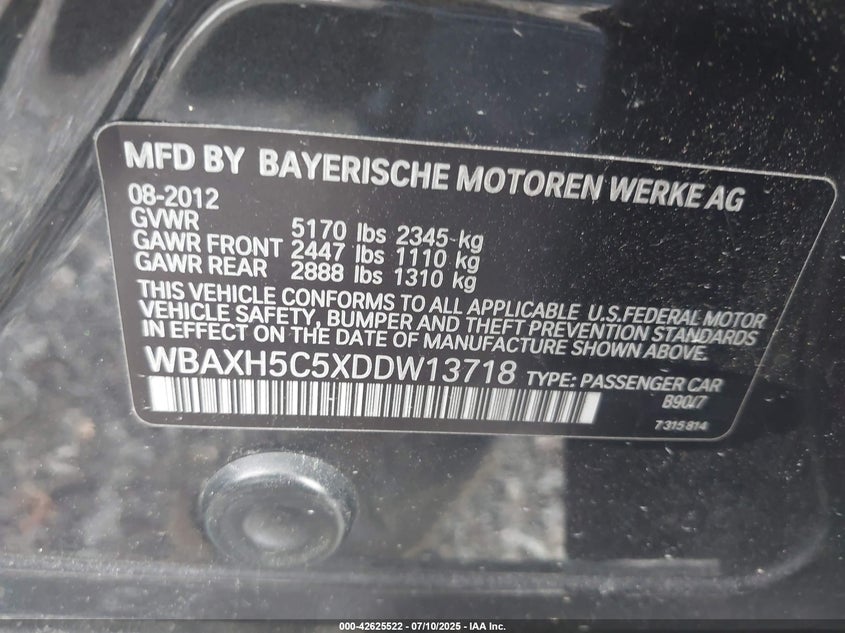 MFD BY BAYERISCHE MOTOREN WERKE AG
08-2012
GVWR 5170 lbs 2345 kg
GAWR FRONT 2447 lbs 1110 kg
GAWR REAR 2888 lbs 1310 kg
THIS VEHICLE CONFORMS TO ALL APPLICABLE U.S.FEDERAL MOTOR
VEHICLE SAFETY, BUMPER AND THEFT PREVENTION STANDARDS
IN EFFECT ON THE DATE OF MANUFACTURE SHOWN ABOVE.
WBAXH5C5XDDW13718 TYPE: PASSENGER CAR
B90/7
7 315 814
000-42625522 - 07/10/2025 - IAA Inc.